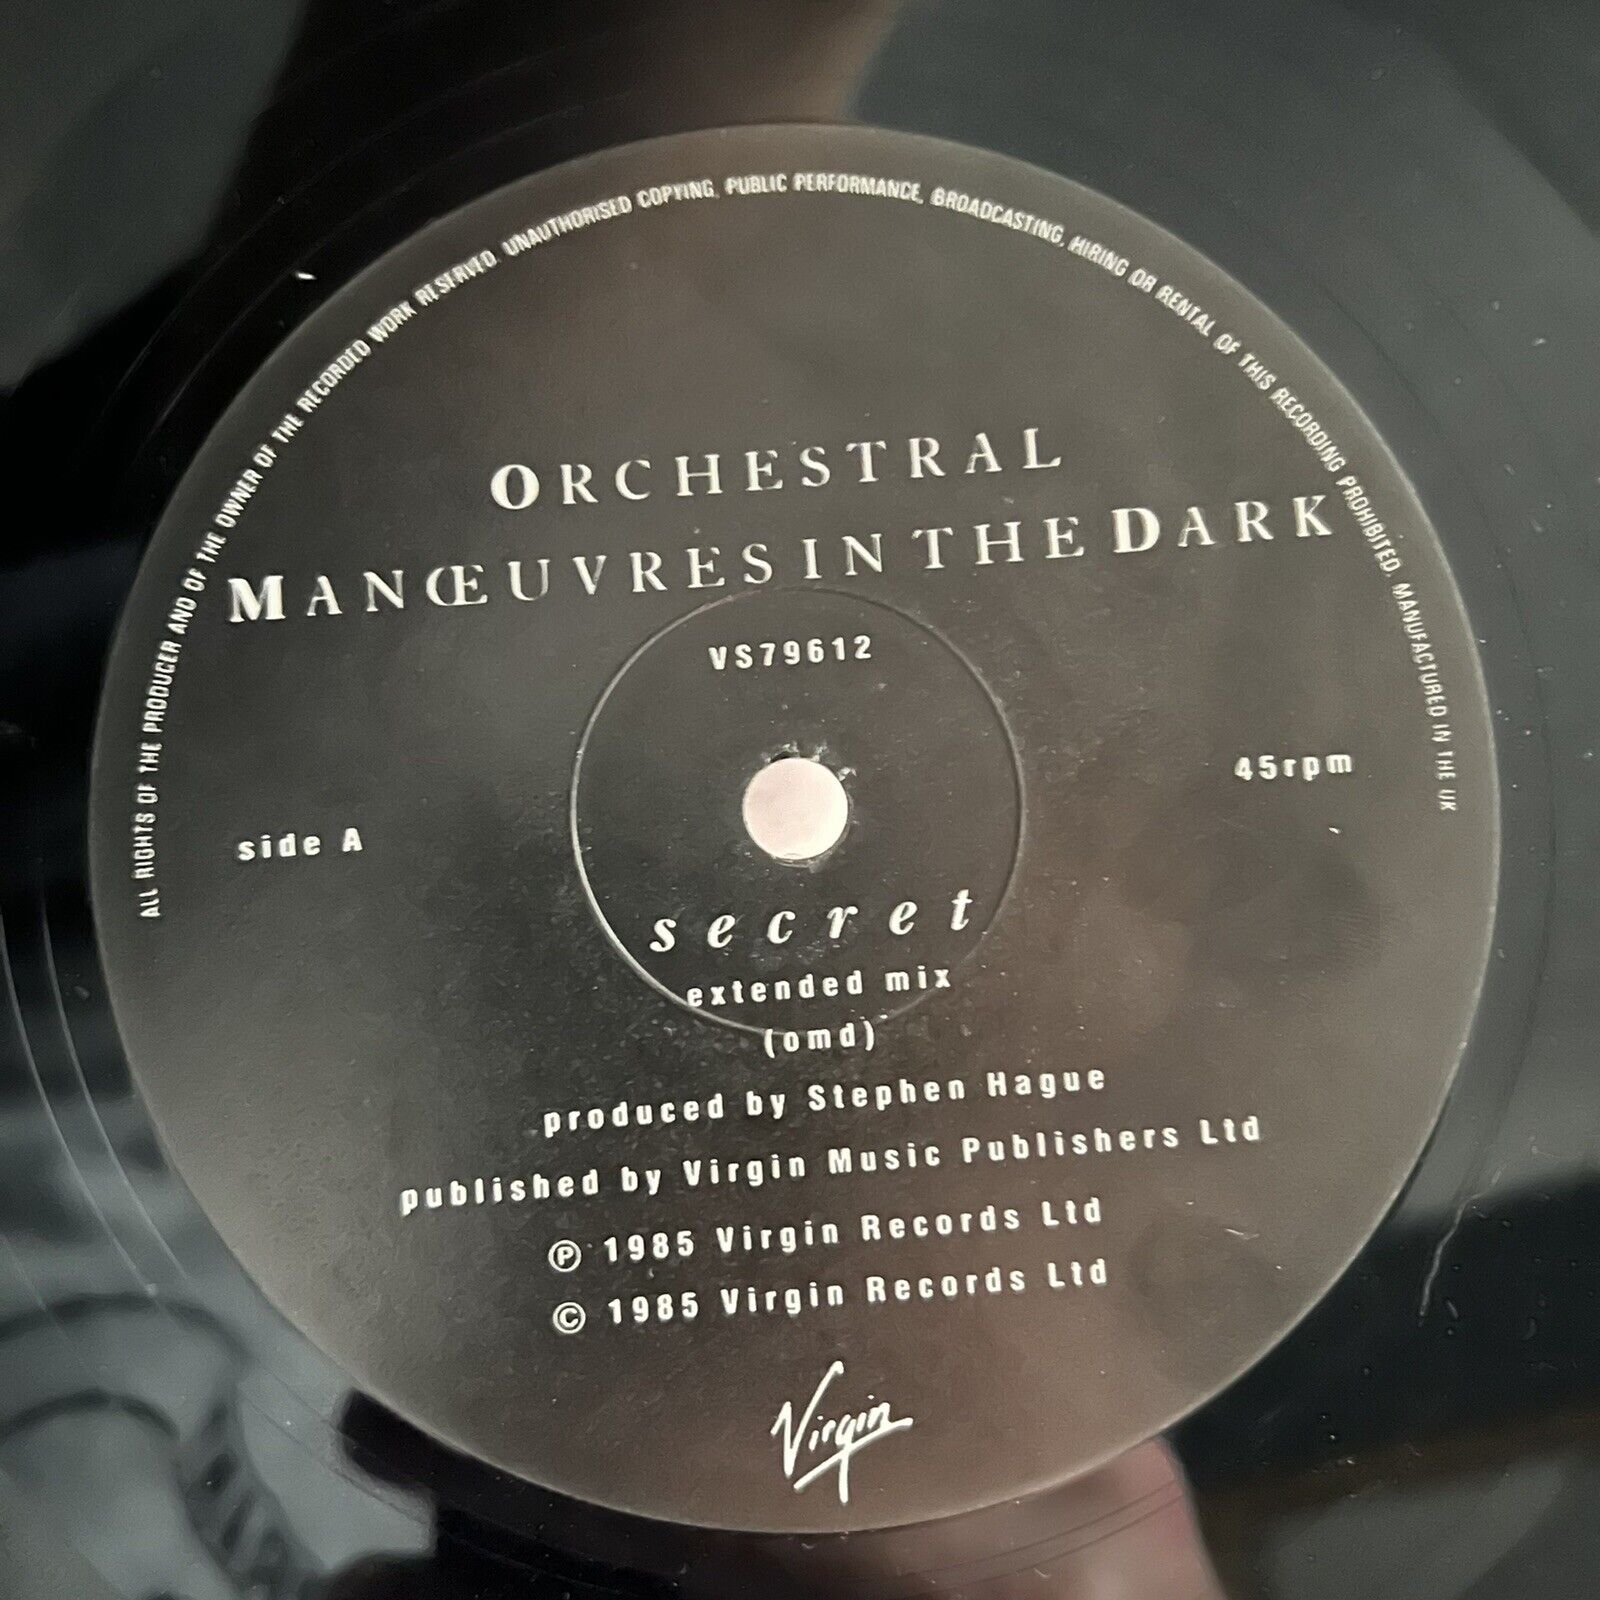 ALL RIGHTS OF THE PRODUCER AND OF THE OWNER OF THE RECORDED WORK RESERVED. UNAUTHORISED COPYING, PUBLIC PERFORMANCE, BROADCASTING, HIRING OR RENTAL OF THIS RECORDING PROHIBITED. MANUFACTURED IN THE UK
ORCHESTRAL
MANŒUVRES IN THE DARK
VS79612
45rpm
side A
secret
extended mix
(omd)
produced by Stephen Hague
published by Virgin Music Publishers Ltd
℗ 1985 Virgin Records Ltd
© 1985 Virgin Records Ltd
Virgin